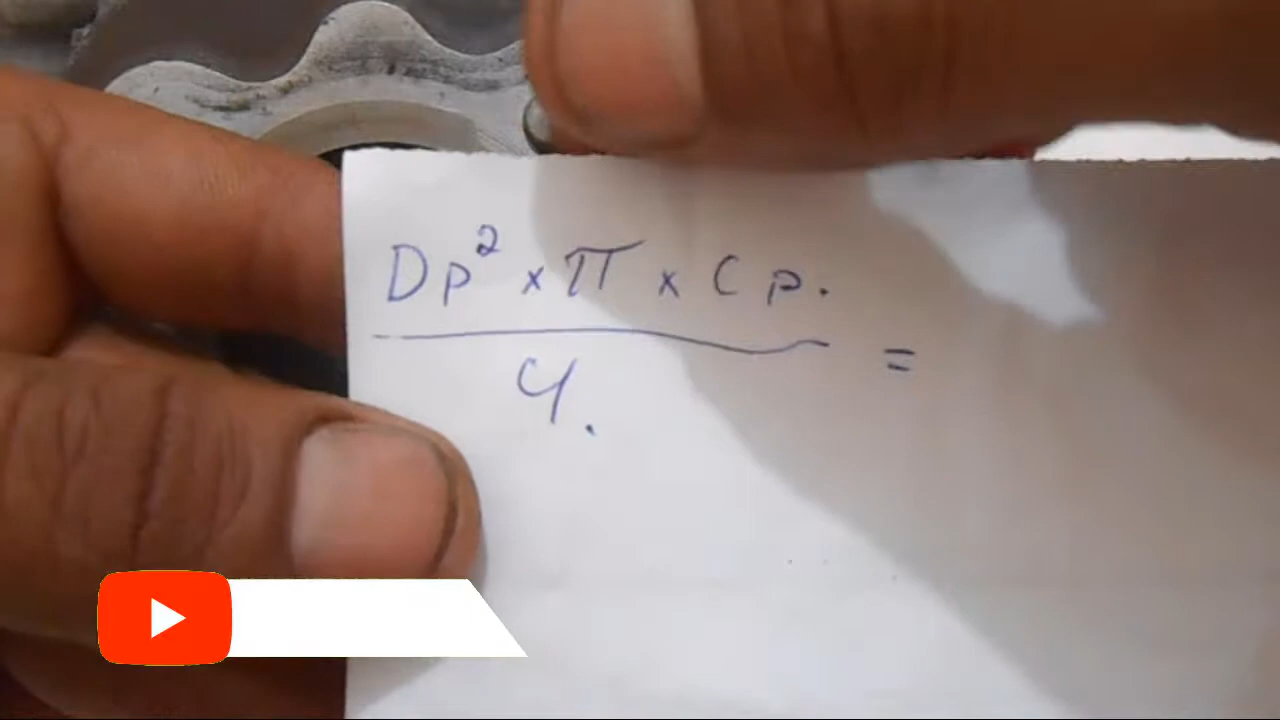 Dp² × π × Cp.
4. =